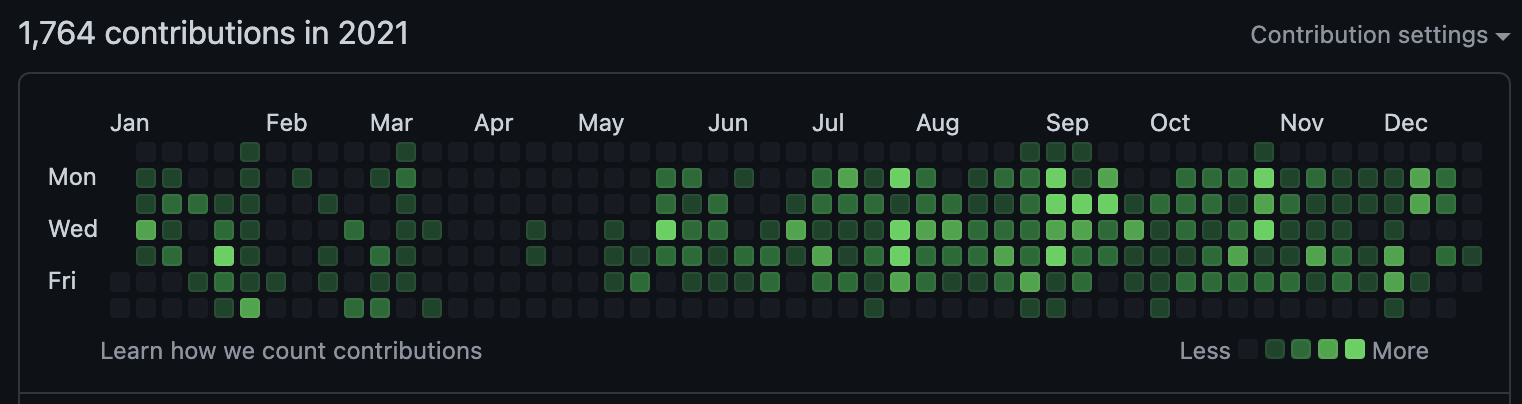 1,764 contributions in 2021
Contribution settings
Jan Feb Mar Apr May Jun Jul Aug Sep Oct Nov Dec
Mon
Wed
Fri
Learn how we count contributions
Less More